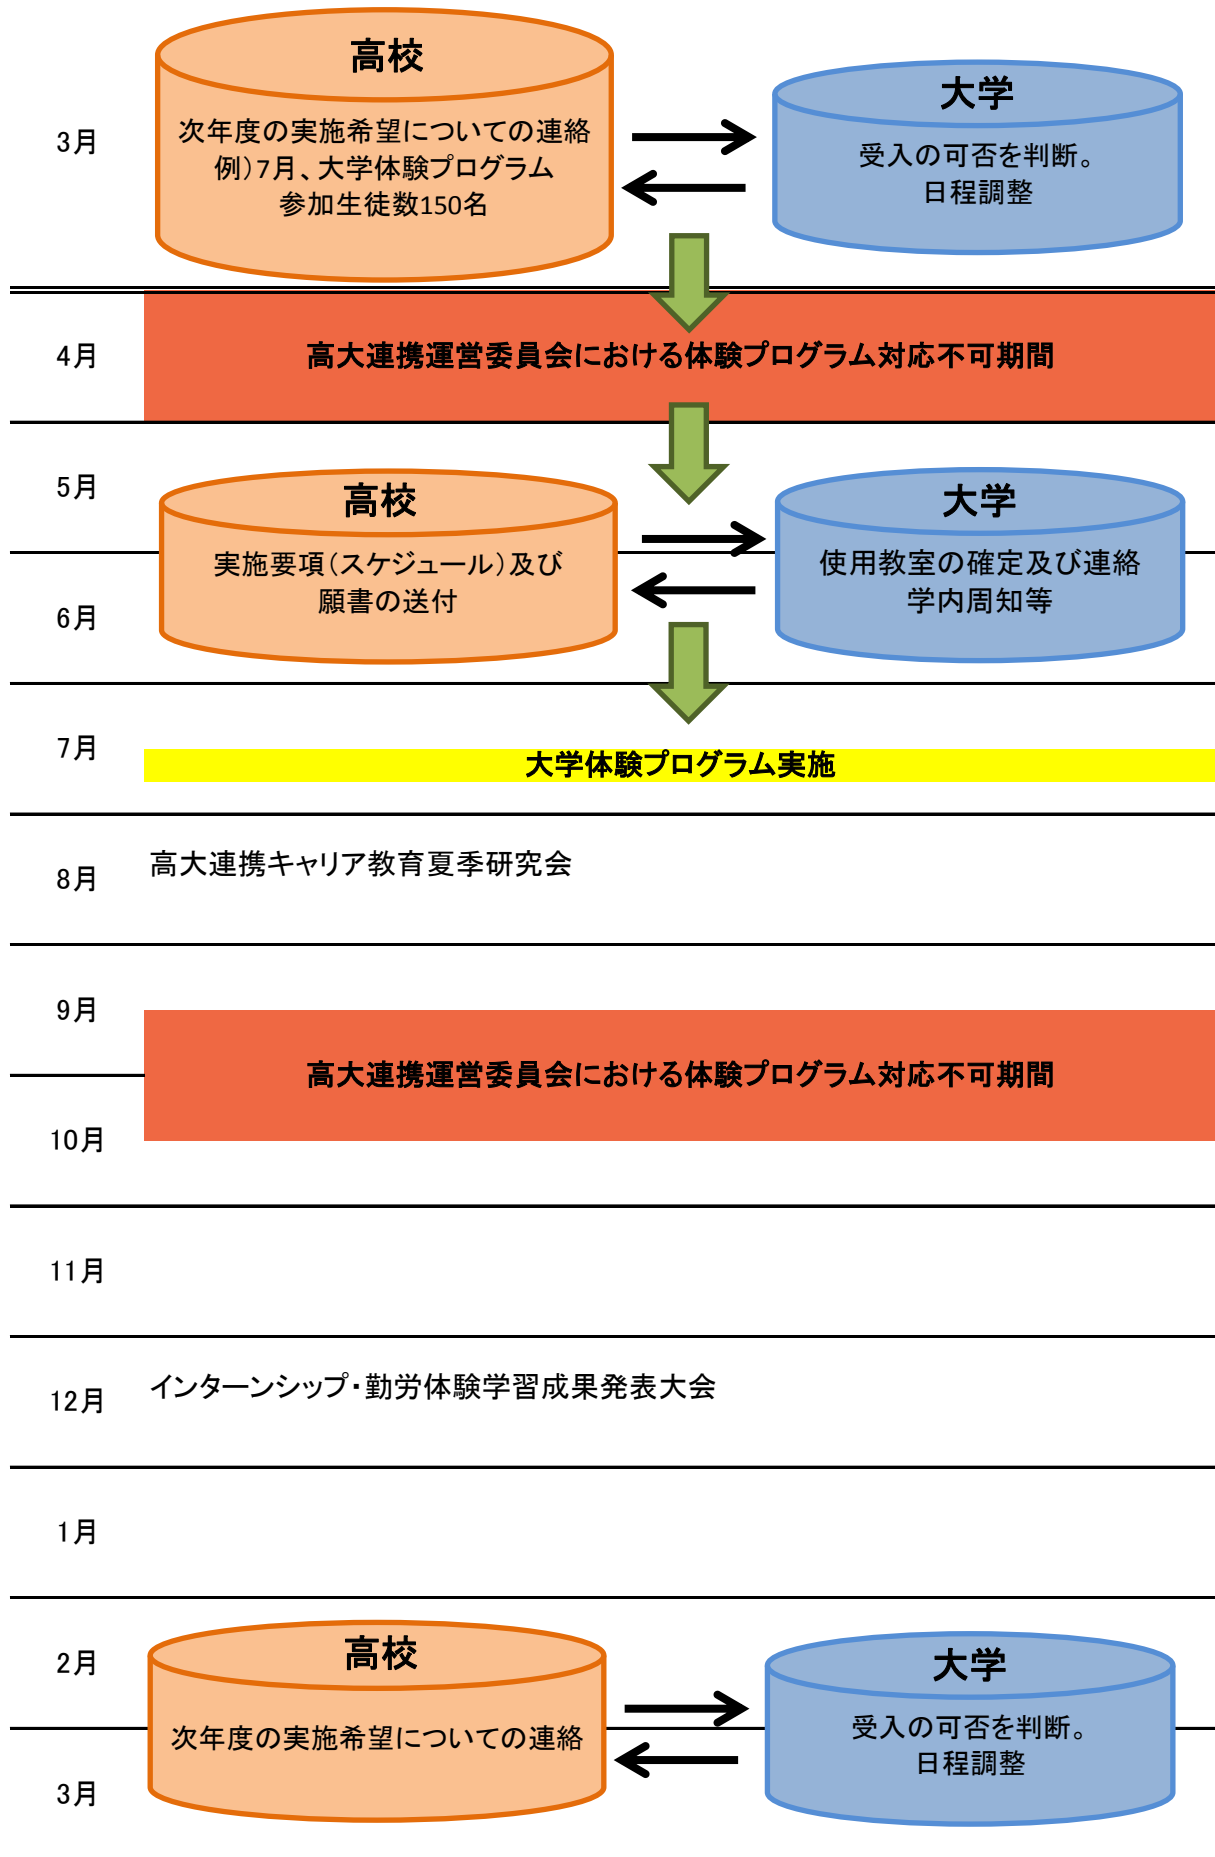 3月
高校
次年度の実施希望についての連絡
例)7月、大学体験プログラム
参加生徒数150名
大学
受入の可否を判断。
日程調整
4月
高大連携運営委員会における体験プログラム対応不可期間
5月
高校
大学
実施要項(スケジュール)及び
願書の送付
使用教室の確定及び連絡
学内周知等
6月
7月
大学体験プログラム実施
8月
高大連携キャリア教育夏季研究会
9月
高大連携運営委員会における体験プログラム対応不可期間
10月
11月
12月
インターンシップ・勤労体験学習成果発表大会
1月
2月
高校
次年度の実施希望についての連絡
大学
受入の可否を判断。
日程調整
3月